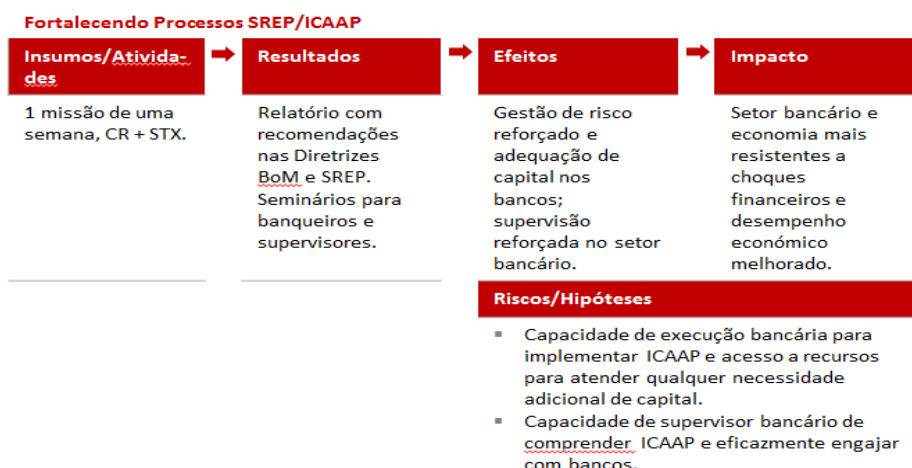 Fortalecendo Processos SREP/ICAAP
Insumos/Ativida-
des
Resultados
Efeitos
Impacto
1 missão de uma
semana, CR + STX.
Relatório com
recomendações
nas Diretrizes
BoM e SREP.
Seminários para
banqueiros e
supervisores.
Gestão de risco
reforçado e
adequação de
capital nos
bancos;
supervisão
reforçada no setor
bancário.
Setor bancário e
economia mais
resistentes a
choques
financeiros e
desempenho
económico
melhorado.
Riscos/Hipóteses
Capacidade de execução bancária para
implementar ICAAP e acesso a recursos
para atender qualquer necessidade
adicional de capital.
Capacidade de supervisor bancário de
comprender ICAAP e eficazmente engajar
com bancos.